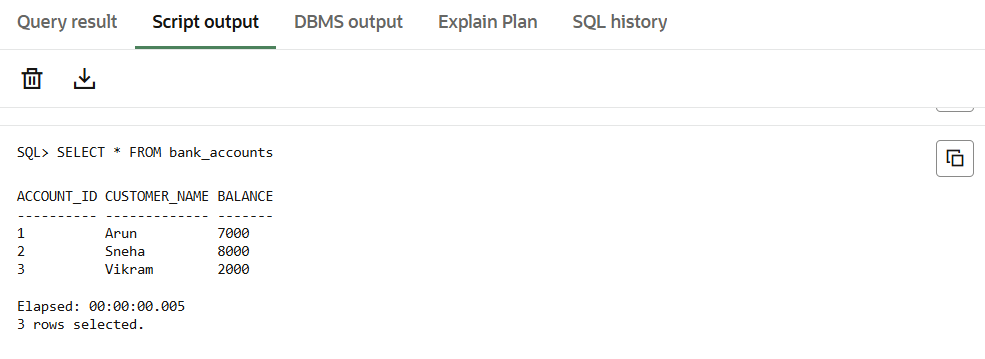 Query result Script output DBMS output Explain Plan SQL history
SQL> SELECT * FROM bank_accounts
ACCOUNT_ID CUSTOMER_NAME BALANCE
---------- ------------- -------
1          Arun          7000
2          Sneha         8000
3          Vikram        2000
Elapsed: 00:00:00.005
3 rows selected.